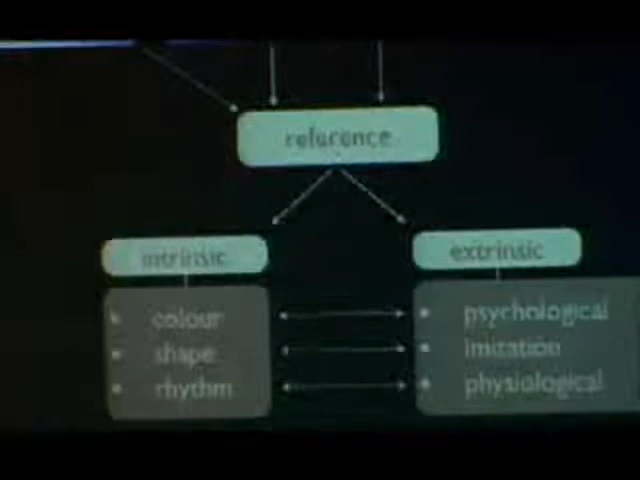 reference
intrinsic
extrinsic
• colour
• psychological
• shape
• imitation
• rhythm
• physiological